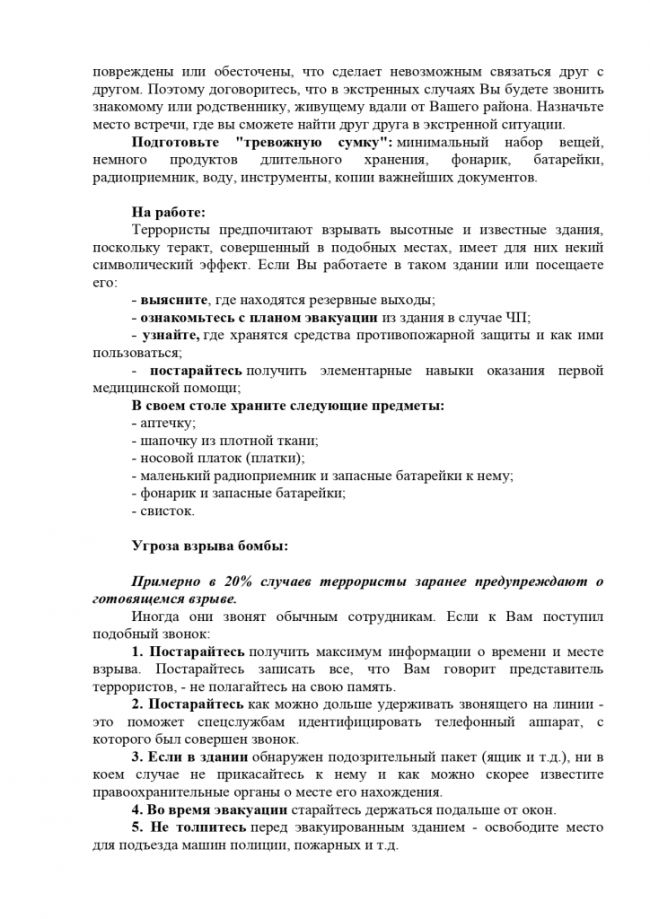 повреждены или обесточены, что сделает невозможным связаться друг с
другом. Поэтому договоритесь, что в экстренных случаях Вы будете звонить
знакомому или родственнику, живущему вдали от Вашего района. Назначьте
место встречи, где вы сможете найти друг друга в экстренной ситуации.
Подготовьте "тревожную сумку": минимальный набор вещей,
немного продуктов длительного хранения, фонарик, батарейки,
радиоприемник, воду, инструменты, копии важнейших документов.
На работе:
Террористы предпочитают взрывать высотные и известные здания,
поскольку теракт, совершенный в подобных местах, имеет для них некий
символический эффект. Если Вы работаете в таком здании или посещаете
его:
- выясните, где находятся резервные выходы;
- ознакомьтесь с планом эвакуации из здания в случае ЧП;
- узнайте, где хранятся средства противопожарной защиты и как ими
пользоваться;
- постарайтесь получить элементарные навыки оказания первой
медицинской помощи;
В своем столе храните следующие предметы:
- аптечку;
- шапочку из плотной ткани;
- носовой платок (платки);
- маленький радиоприемник и запасные батарейки к нему;
- фонарик и запасные батарейки;
- свисток.
Угроза взрыва бомбы:
Примерно в 20% случаев террористы заранее предупреждают о
готовящемся взрыве.
Иногда они звонят обычным сотрудникам. Если к Вам поступил
подобный звонок:
1. Постарайтесь получить максимум информации о времени и месте
взрыва. Постарайтесь записать все, что Вам говорит представитель
террористов, - не полагайтесь на свою память.
2. Постарайтесь как можно дольше удерживать звонящего на линии -
это поможет спецслужбам идентифицировать телефонный аппарат, с
которого был совершен звонок.
3. Если в здании обнаружен подозрительный пакет (ящик и т.д.), ни в
коем случае не прикасайтесь к нему и как можно скорее известите
правоохранительные органы о месте его нахождения.
4. Во время эвакуации старайтесь держаться подальше от окон.
5. Не толпитесь перед эвакуированным зданием - освободите место
для подъезда машин полиции, пожарных и т.д.